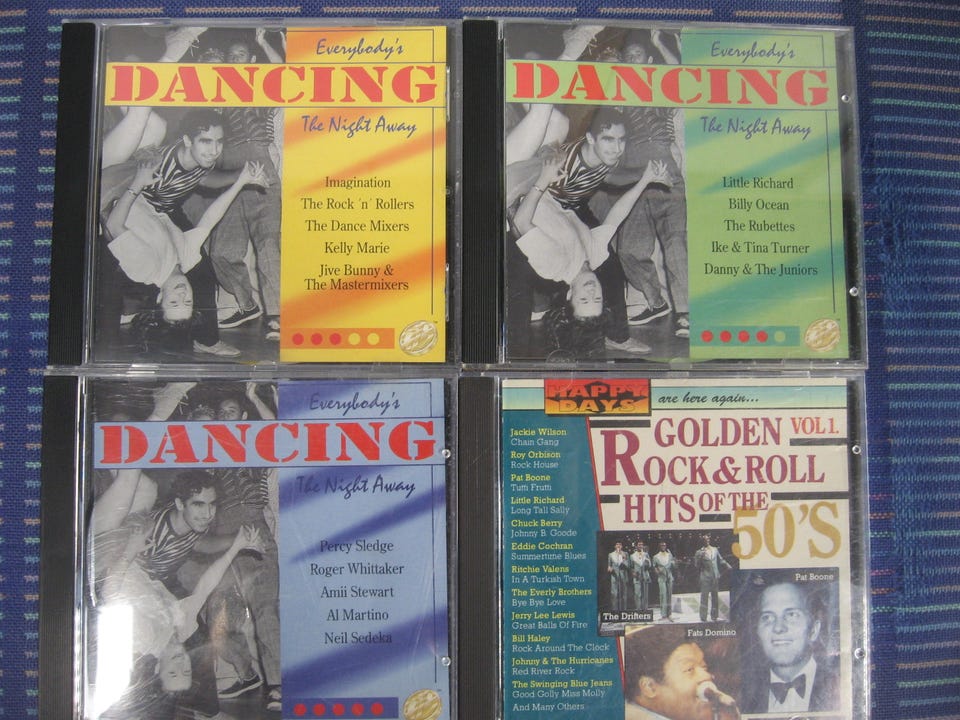 Everybody's
DANCING
The Night Away
Imagination
The Rock 'n' Rollers
The Dance Mixers
Kelly Marie
Jive Bunny &
The Mastermixers
Everybody's
DANCING
The Night Away
Little Richard
Billy Ocean
The Rubettes
Ike & Tina Turner
Danny & The Juniors
Everybody's
DANCING
The Night Away
Percy Sledge
Roger Whittaker
Amii Stewart
Al Martino
Neil Sedeka
HAPPY
DAYS
are here again...
GOLDEN VOL 1.
ROCK & ROLL
HITS OF THE
50'S
Jackie Wilson
Chain Gang
Roy Orbison
Rock House
Pat Boone
Tutti Frutti
Little Richard
Long Tall Sally
Chuck Berry
Johnny B. Goode
Eddie Cochran
Summertime Blues
Ritchie Valens
In A Turkish Town
The Everly Brothers
Bye Bye Love
Jerry Lee Lewis
Great Balls Of Fire
Bill Haley
Rock Around The Clock
Johnny & The Hurricanes
Red River Rock
The Swinging Blue Jeans
Good Golly Miss Molly
And Many Others
The Drifters
Fats Domino
Pat Boone